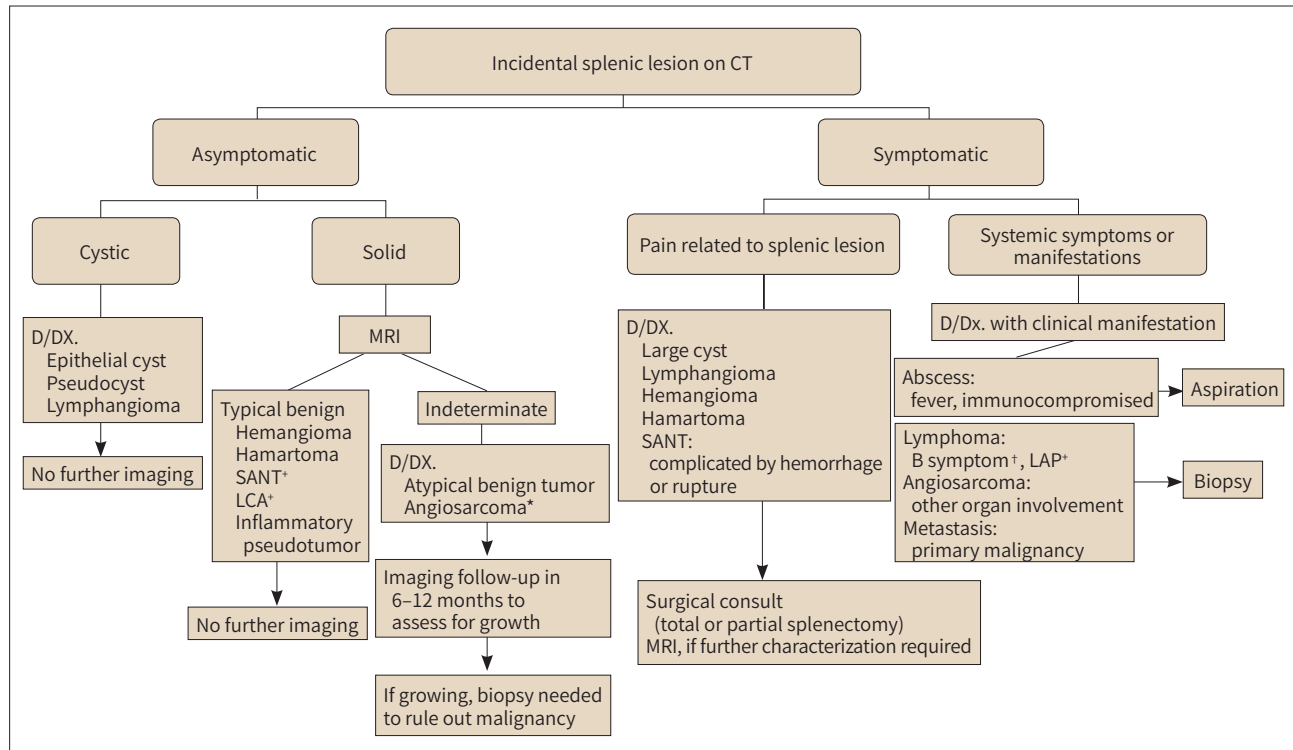 Incidental splenic lesion on CT
Asymptomatic
Symptomatic
Cystic
Solid
Pain related to splenic lesion
Systemic symptoms or
manifestations
D/DX.
Epithelial cyst
Pseudocyst
Lymphangioma
No further imaging
MRI
Typical benign
Hemangioma
Hamartoma
SANT⁺
LCA⁺
Inflammatory
pseudotumor
No further imaging
Indeterminate
D/DX.
Atypical benign tumor
Angiosarcoma*
Imaging follow-up in
6–12 months to
assess for growth
If growing, biopsy needed
to rule out malignancy
D/DX.
Large cyst
Lymphangioma
Hemangioma
Hamartoma
SANT:
complicated by hemorrhage
or rupture
Surgical consult
(total or partial splenectomy)
MRI, if further characterization required
D/Dx. with clinical manifestation
Abscess:
fever, immunocompromised
Aspiration
Lymphoma:
B symptom†, LAP⁺
Angiosarcoma:
other organ involvement
Metastasis:
primary malignancy
Biopsy